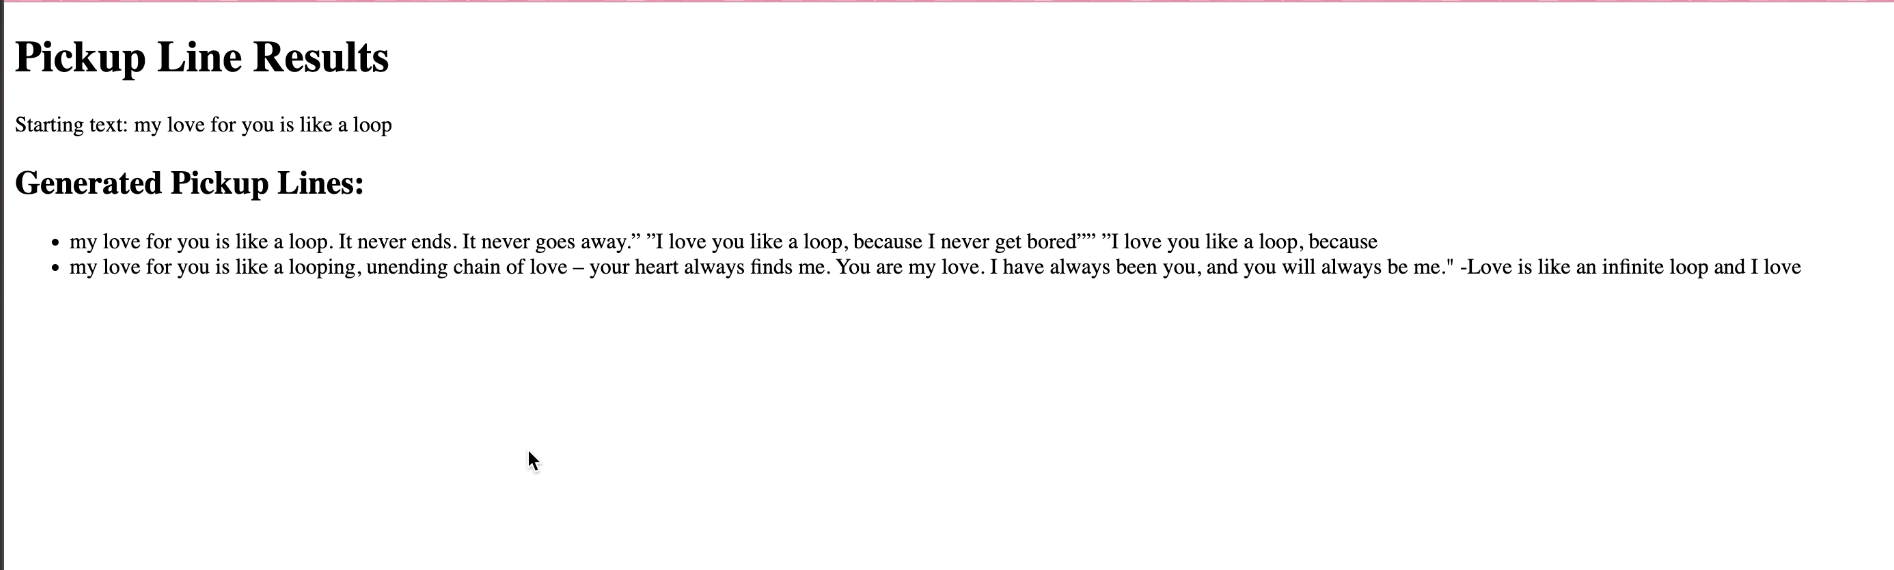 Pickup Line Results
Starting text: my love for you is like a loop
Generated Pickup Lines:
• my love for you is like a loop. It never ends. It never goes away.” ”I love you like a loop, because I never get bored”” ”I love you like a loop, because
• my love for you is like a looping, unending chain of love – your heart always finds me. You are my love. I have always been you, and you will always be me." -Love is like an infinite loop and I love